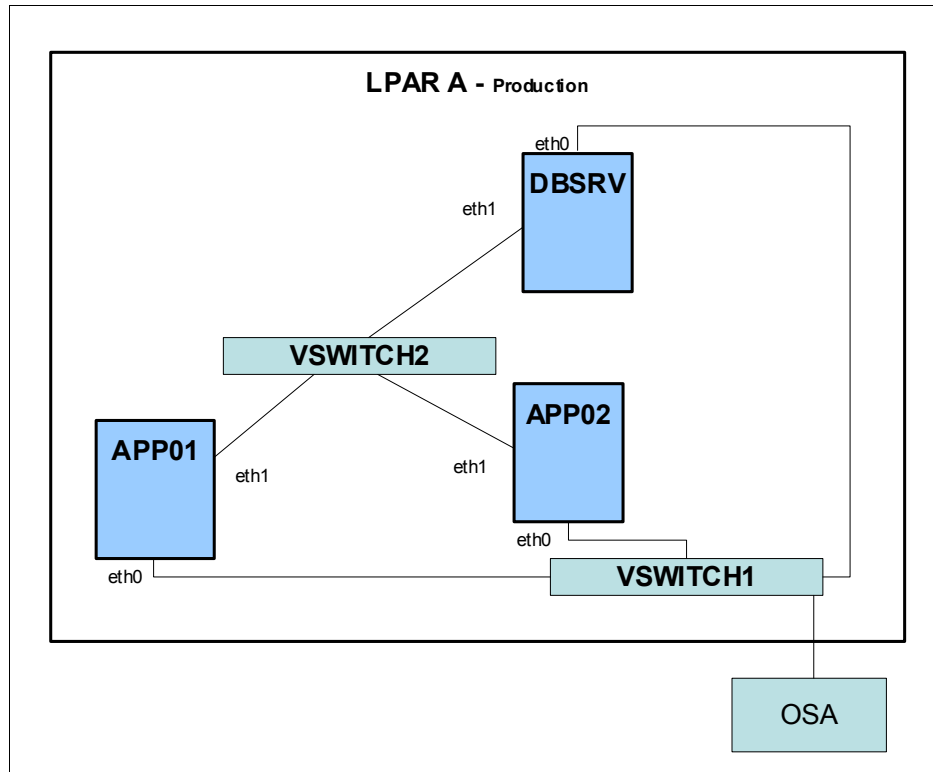 LPAR A - Production
eth0
DBSRV
eth1
VSWITCH2
APP02
APP01
eth1
eth1
eth0
eth0
VSWITCH1
OSA